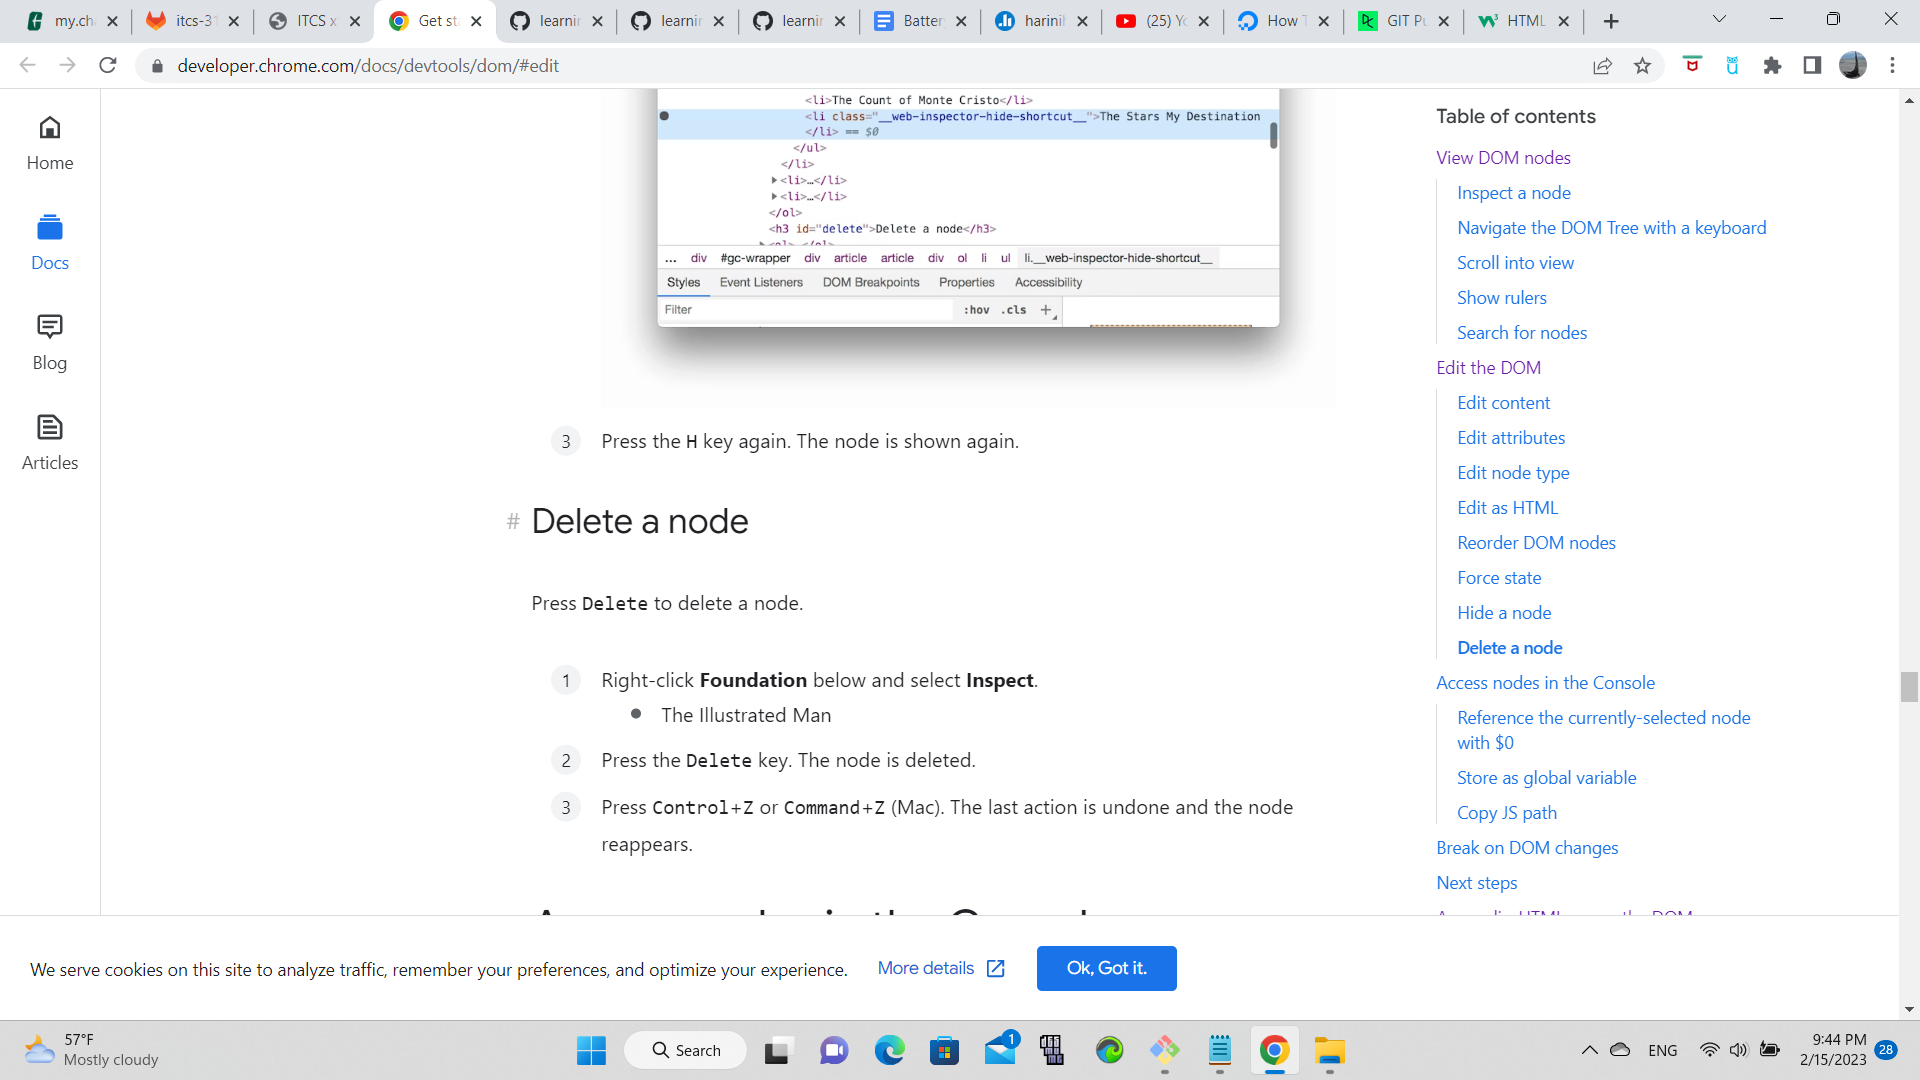 my.cha
itcs-31
ITCS x
Get sta
learnin
learnin
learnin
Batter
harinih
(25) Yo
How T
GIT Pu
HTML
developer.chrome.com/docs/devtools/dom/#edit
Home
Docs
Blog
Articles
<li>The Count of Monte Cristo</li>
<li class="__web-inspector-hide-shortcut__">The Stars My Destination
</li> == $0
</ul>
</li>
<li>…</li>
<li>…</li>
</ol>
<h3 id="delete">Delete a node</h3>
... div #gc-wrapper div article article div ol li ul li.__web-inspector-hide-shortcut__
Styles Event Listeners DOM Breakpoints Properties Accessibility
Filter :hov .cls +
3 Press the H key again. The node is shown again.
# Delete a node
Press Delete to delete a node.
1 Right-click Foundation below and select Inspect.
• The Illustrated Man
2 Press the Delete key. The node is deleted.
3 Press Control+Z or Command+Z (Mac). The last action is undone and the node
reappears.
Table of contents
View DOM nodes
Inspect a node
Navigate the DOM Tree with a keyboard
Scroll into view
Show rulers
Search for nodes
Edit the DOM
Edit content
Edit attributes
Edit node type
Edit as HTML
Reorder DOM nodes
Force state
Hide a node
Delete a node
Access nodes in the Console
Reference the currently-selected node
with $0
Store as global variable
Copy JS path
Break on DOM changes
Next steps
We serve cookies on this site to analyze traffic, remember your preferences, and optimize your experience. More details Ok, Got it.
57°F
Mostly cloudy
Search
1
ENG
9:44 PM
2/15/2023
28